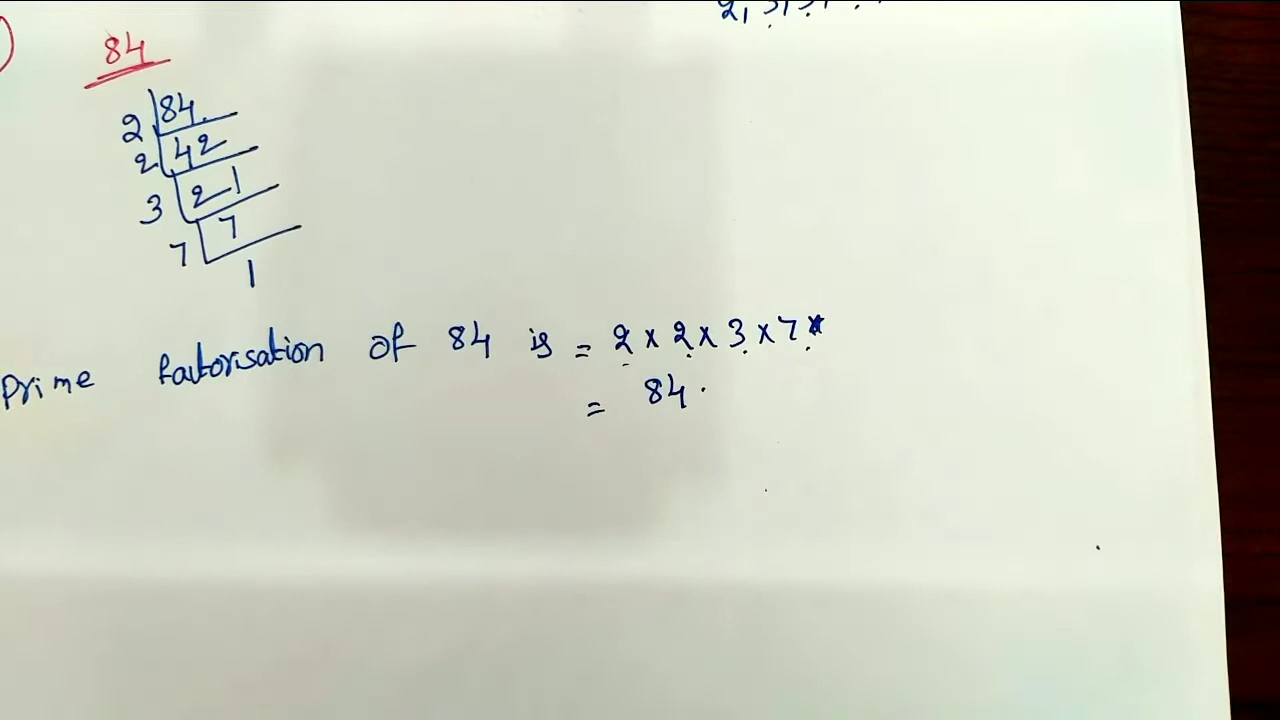 84
2 | 84
2 | 42
3 | 21
7 | 7
1
Prime factorisation of 84 is = 2 x 2 x 3 x 7
= 84.